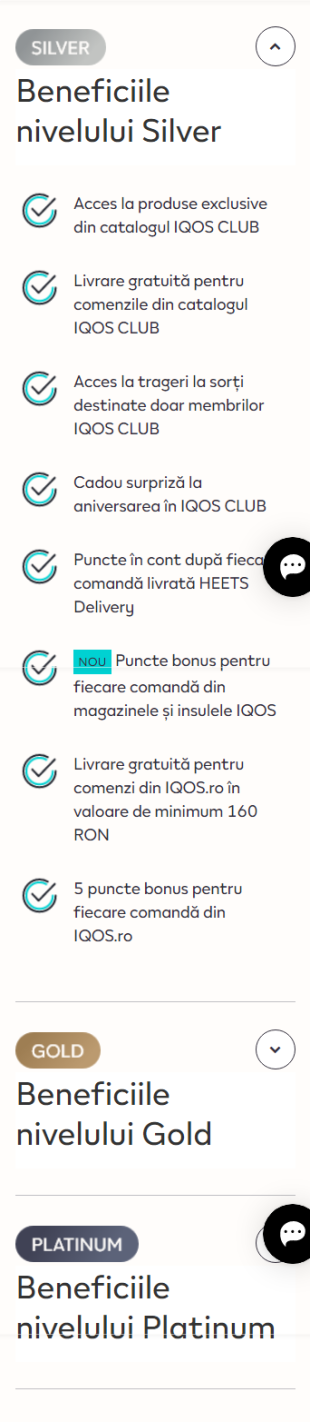 SILVER
Beneficiile
nivelului Silver
Acces la produse exclusive
din catalogul IQOS CLUB
Livrare gratuită pentru
comenzile din catalogul
IQOS CLUB
Acces la trageri la sorți
destinate doar membrilor
IQOS CLUB
Cadou surpriză la
aniversarea în IQOS CLUB
Puncte în cont după
comandă livrată HEETS
Delivery
NOU Puncte bonus pentru
fiecare comandă din
magazinele și insulele IQOS
Livrare gratuită pentru
comenzi din IQOS.ro în
valoare de minimum 160
RON
5 puncte bonus pentru
fiecare comandă din
IQOS.ro
GOLD
Beneficiile
nivelului Gold
PLATINUM
Beneficiile
nivelului Platinum